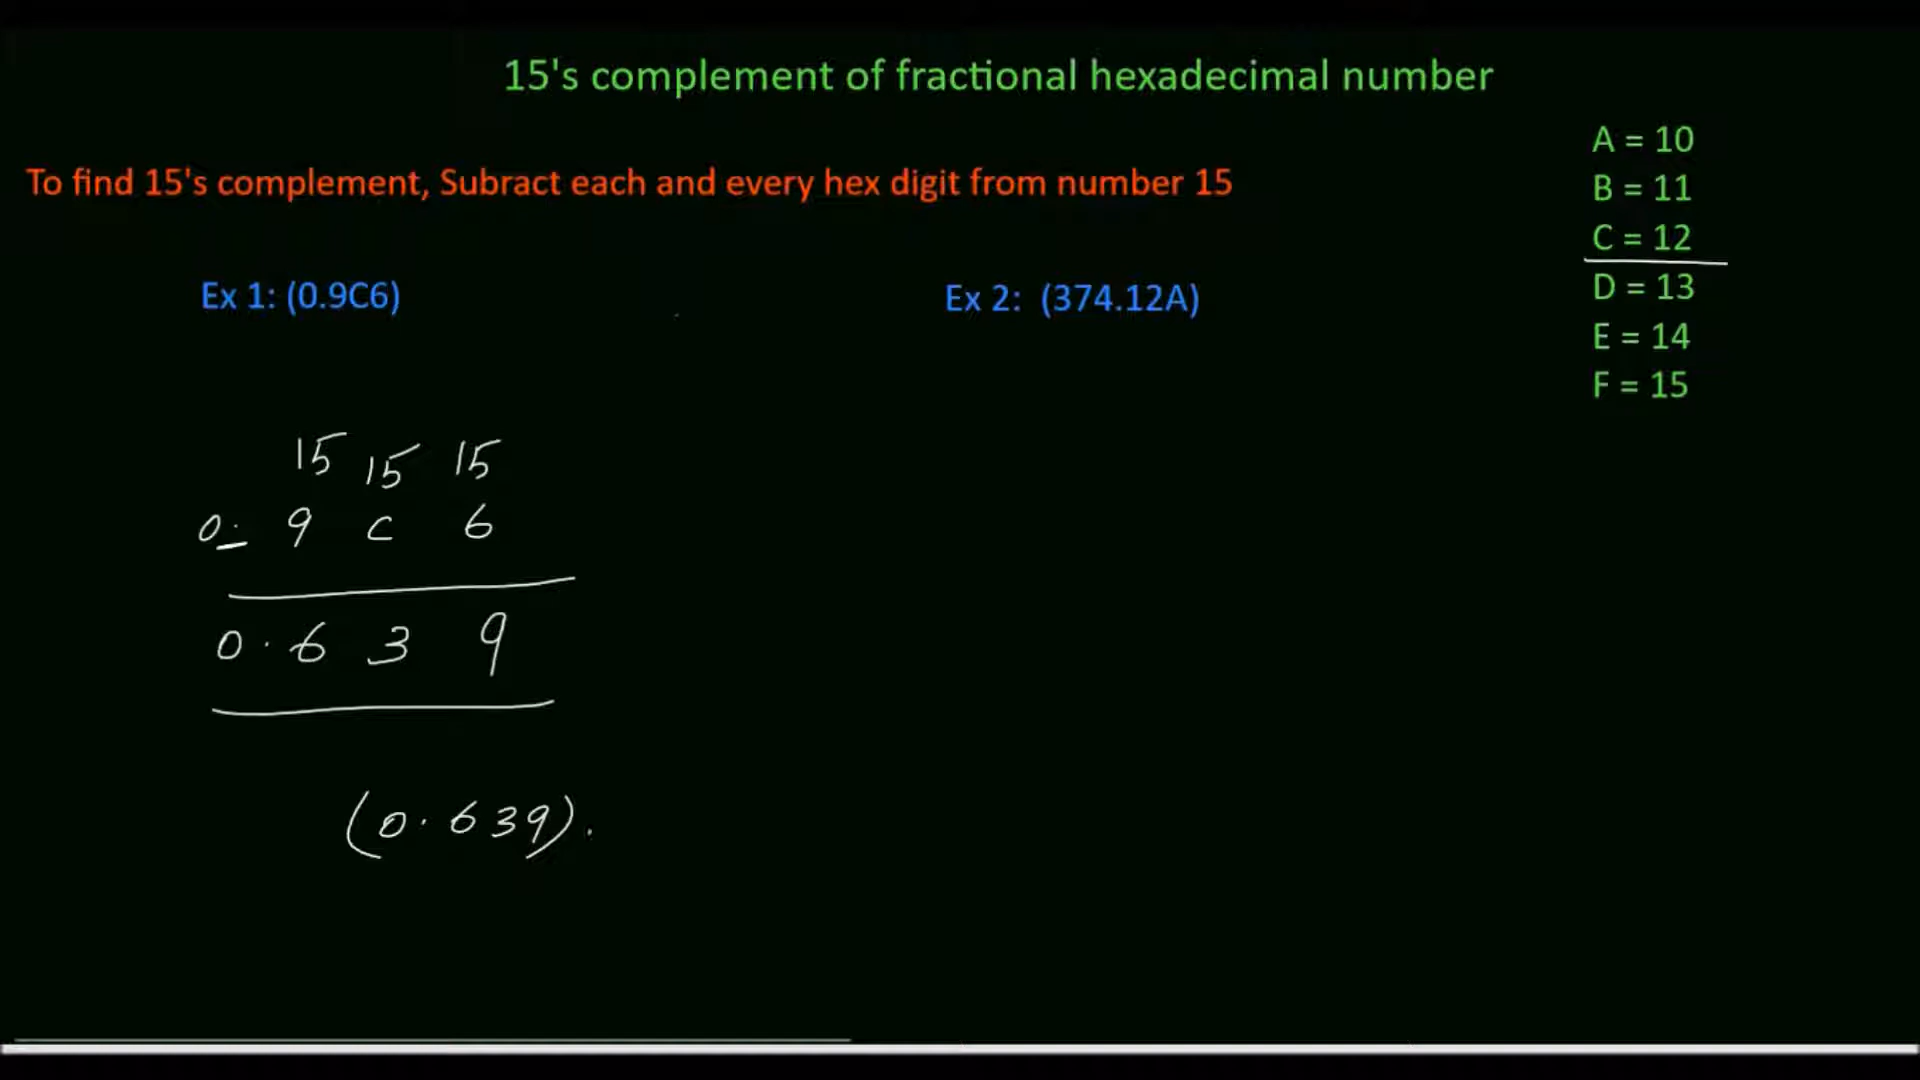 15's complement of fractional hexadecimal number
To find 15's complement, Subract each and every hex digit from number 15
A = 10
B = 11
C = 12
D = 13
E = 14
F = 15
Ex 1: (0.9C6)
Ex 2: (374.12A)
15 15 15
0. 9 C 6
0.6 3 9
(0.639).